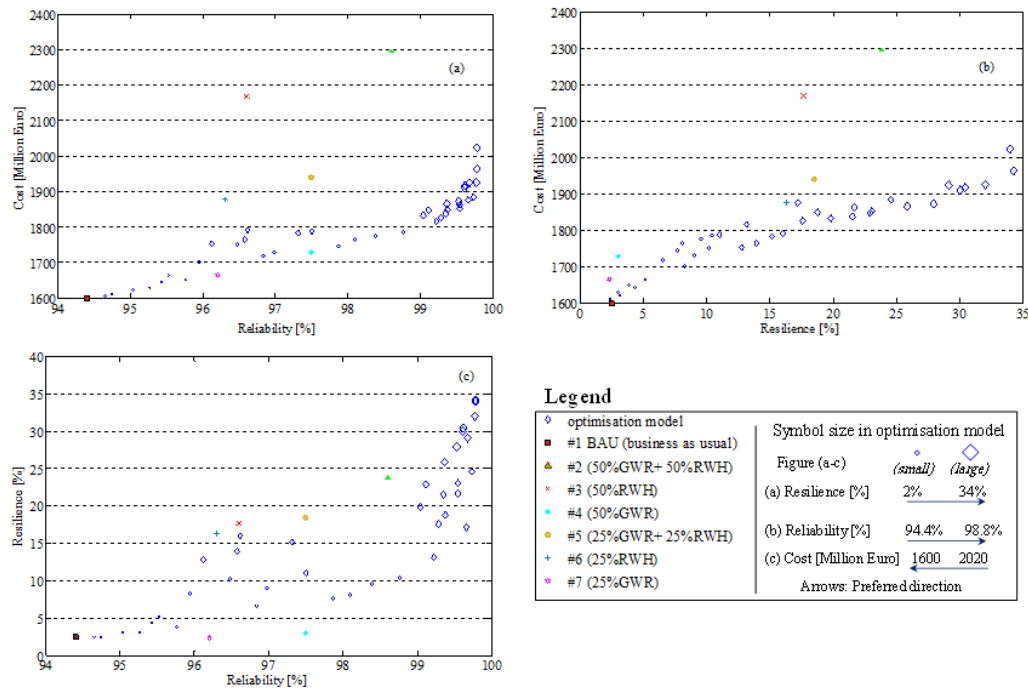 2400
2300
2200
2100
2000
1900
1800
1700
1600
Cost [Million Euro]
(a)
94 95 96 97 98 99 100
Reliability [%]
2400
2300
2200
2100
2000
1900
1800
1700
1600
Cost [Million Euro]
(b)
0 5 10 15 20 25 30 35
Resilience [%]
40
35
30
25
20
15
10
5
0
Resilience [%]
(c)
94 95 96 97 98 99 100
Reliability [%]
Legend
optimisation model
#1 BAU (business as usual)
#2 (50%GWR+ 50%RWH)
#3 (50%RWH)
#4 (50%GWR)
#5 (25%GWR+ 25%RWH)
#6 (25%RWH)
#7 (25%GWR)
Symbol size in optimisation model
Figure (a-c) (small) (large)
(a) Resilience [%] 2% 34%
(b) Reliability [%] 94.4% 98.8%
(c) Cost [Million Euro] 1600 2020
Arrows: Preferred direction